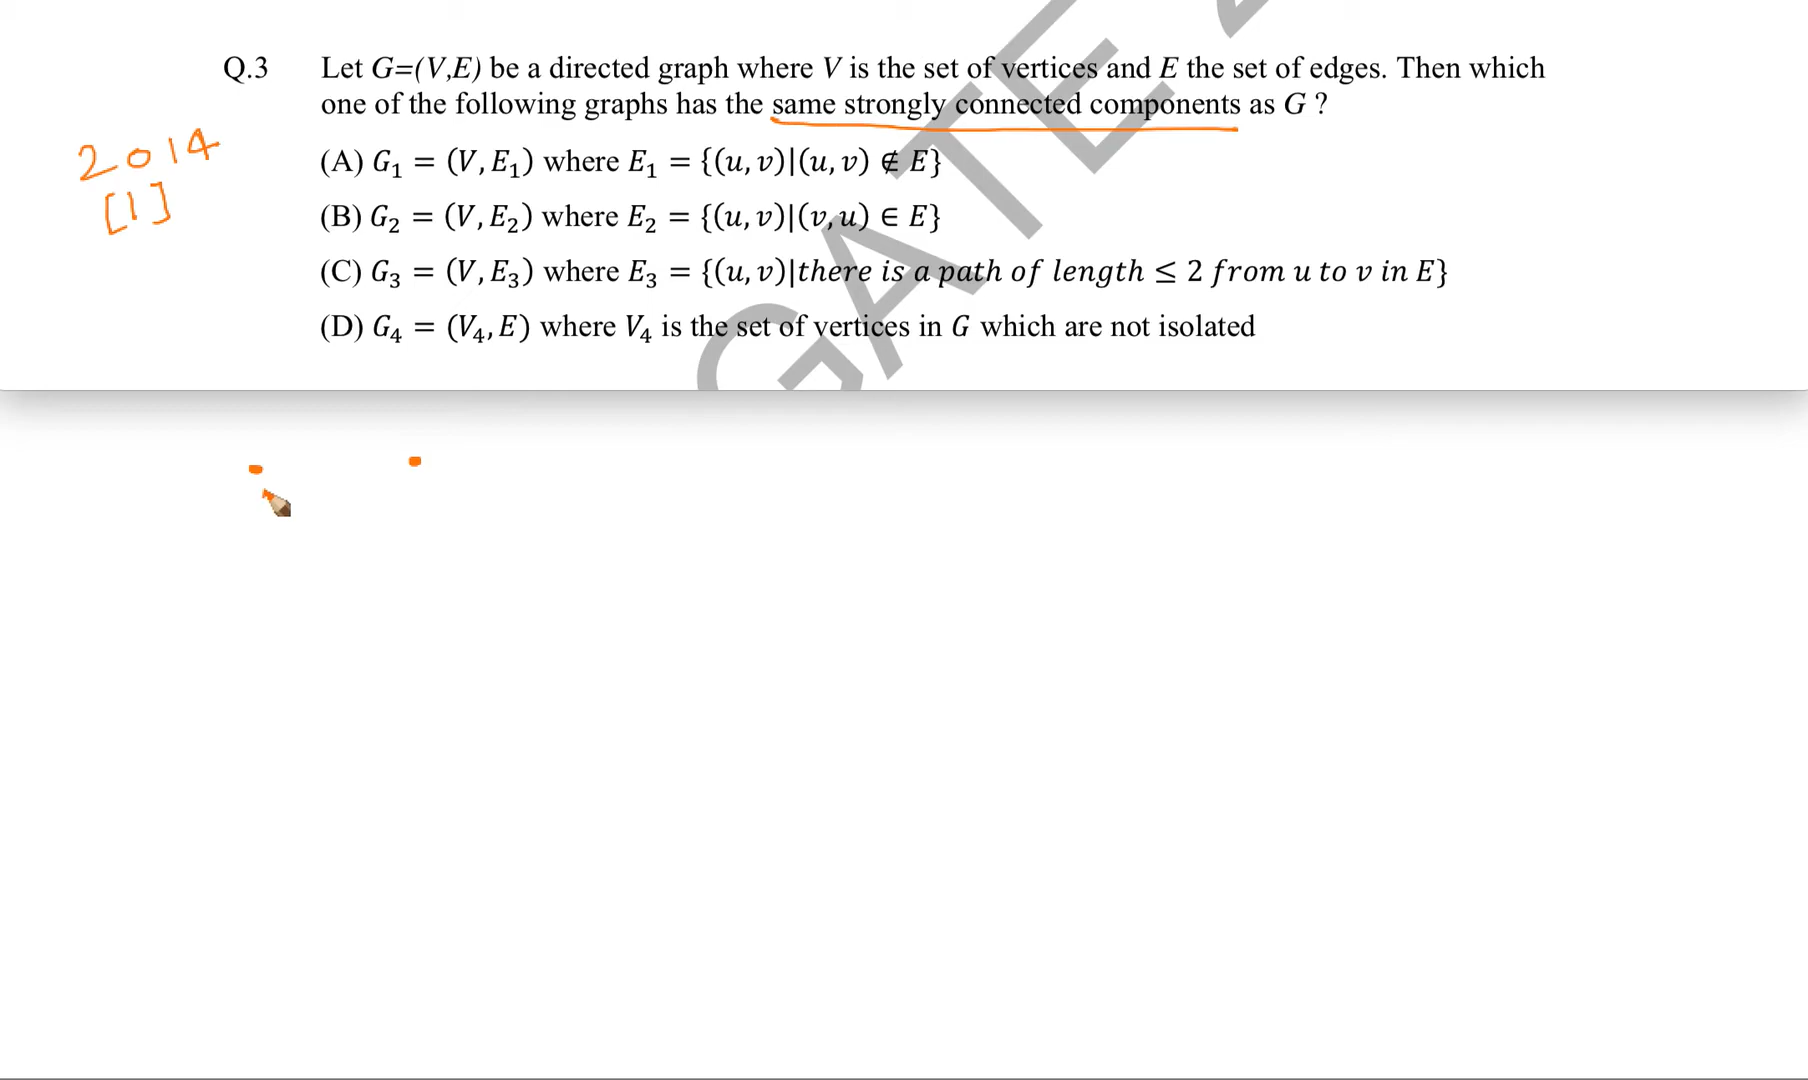 Q.3 Let G=(V,E) be a directed graph where V is the set of vertices and E the set of edges. Then which
one of the following graphs has the same strongly connected components as G ?
2014
[1]
(A) G₁ = (V, E₁) where E₁ = {(u, v)|(u, v) ∉ E}
(B) G₂ = (V, E₂) where E₂ = {(u, v)|(v, u) ∈ E}
(C) G₃ = (V, E₃) where E₃ = {(u, v)|there is a path of length ≤ 2 from u to v in E}
(D) G₄ = (V₄, E) where V₄ is the set of vertices in G which are not isolated
GATE